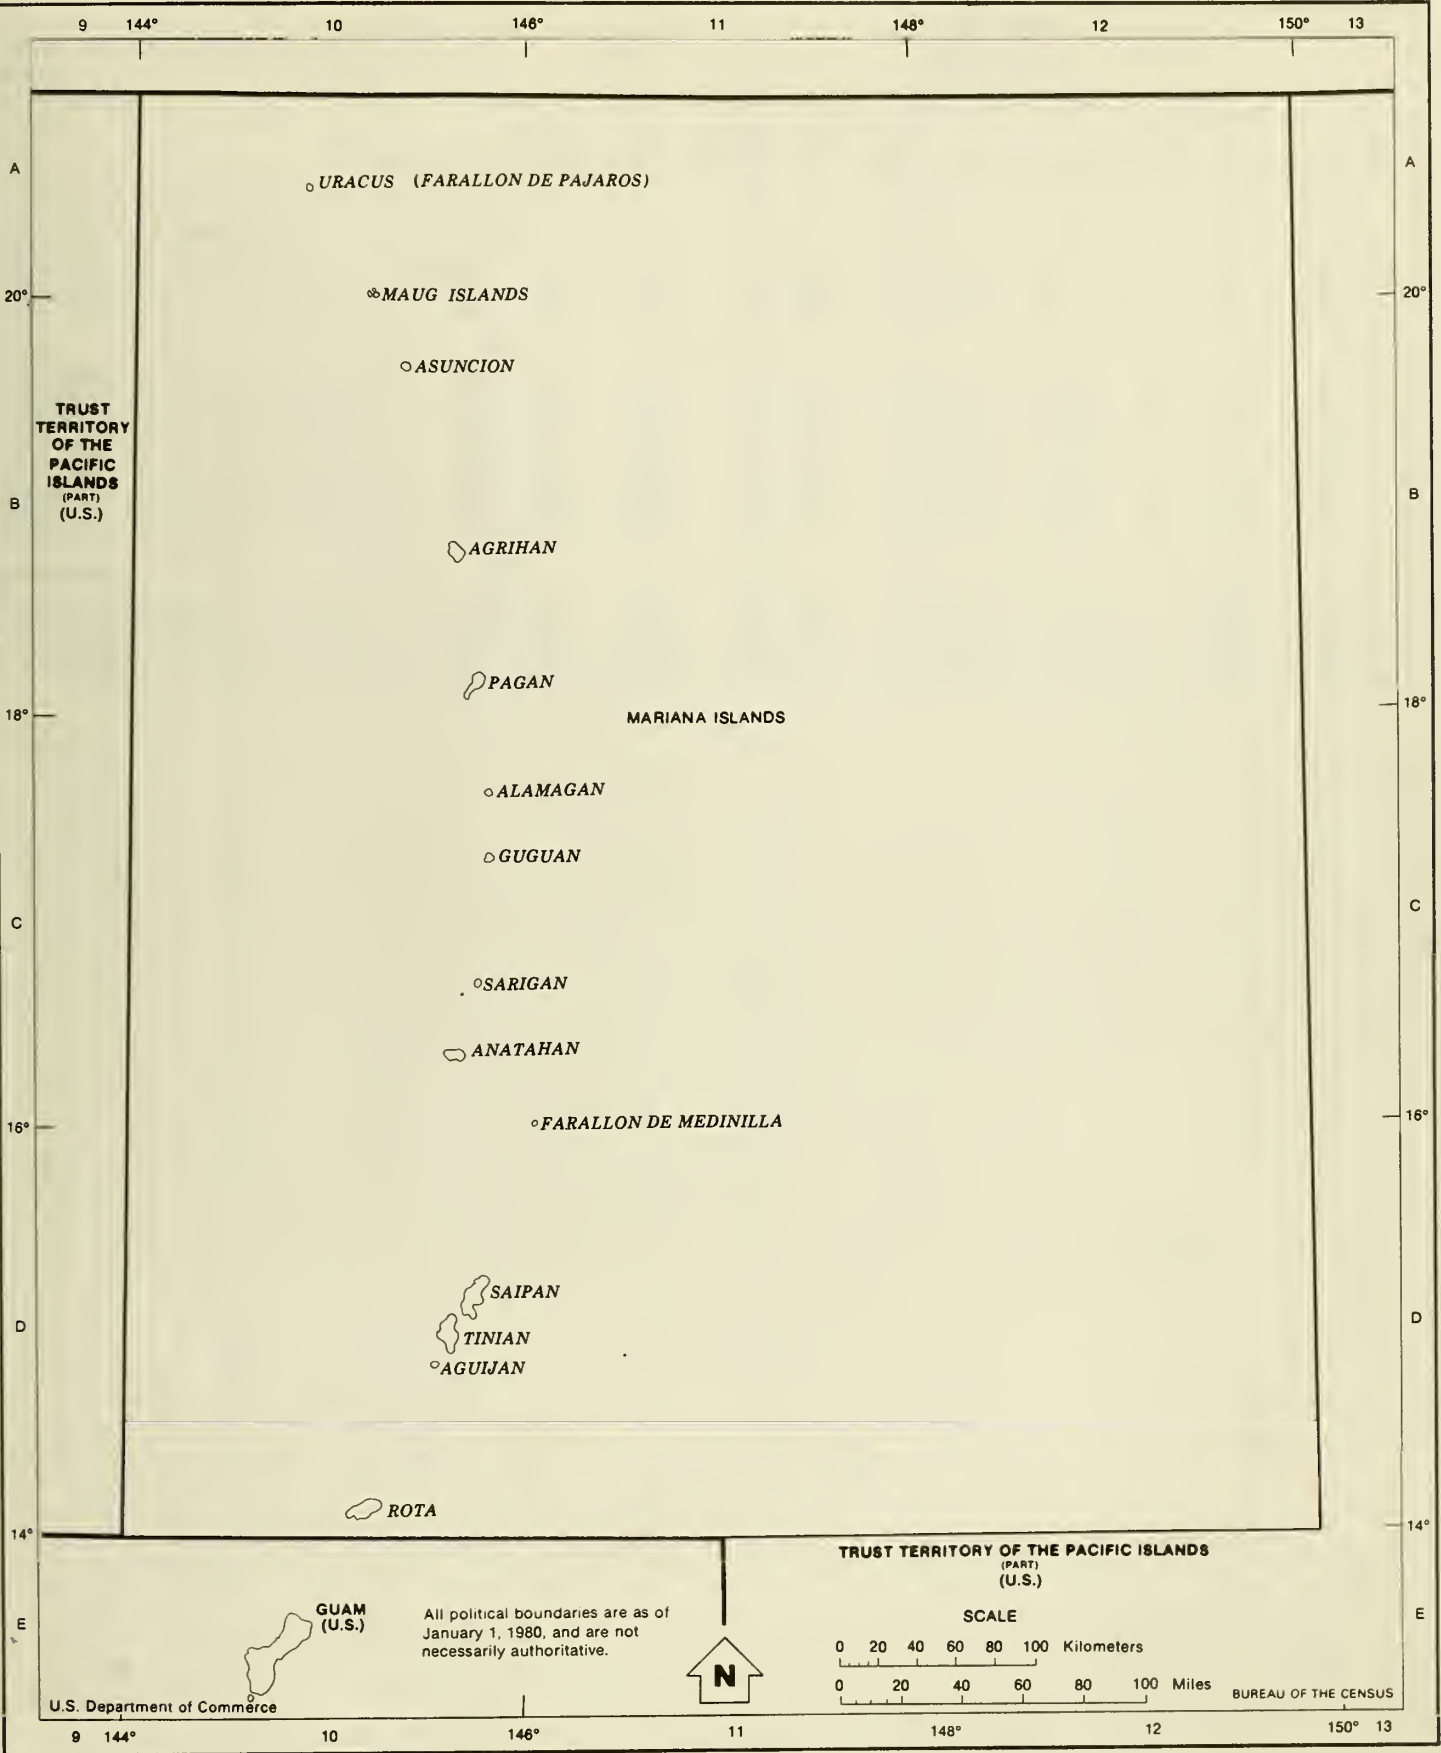 9 144° 10 146° 11 148° 12 150° 13
A A
URACUS (FARALLON DE PAJAROS)
20° MAUG ISLANDS 20°
ASUNCION
TRUST
TERRITORY
OF THE
PACIFIC
ISLANDS
(PART)
(U.S.)
B B
AGRIHAN
PAGAN
18° MARIANA ISLANDS 18°
ALAMAGAN
GUGUAN
C C
SARIGAN
ANATAHAN
16° FARALLON DE MEDINILLA 16°
SAIPAN
D D
TINIAN
AGUIJAN
ROTA
14° 14°
TRUST TERRITORY OF THE PACIFIC ISLANDS
(PART)
(U.S.)
E E
GUAM
(U.S.)
All political boundaries are as of
January 1, 1980, and are not
necessarily authoritative.
N
SCALE
0 20 40 60 80 100 Kilometers
0 20 40 60 80 100 Miles
U.S. Department of Commerce
BUREAU OF THE CENSUS
9 144° 10 146° 11 148° 12 150° 13